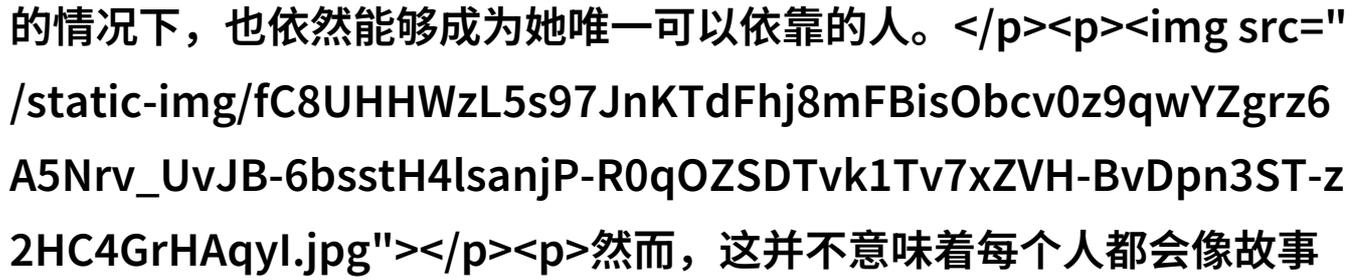 的情况下，也依然能够成为她唯一可以依靠的人。</p><p><img src="
/static-img/fC8UHHWzL5s97JnKTdFhj8mFBisObcv0z9qwYZgrz6
A5Nrv_UvJB-6bsstH4lsanjP-R0qOZSDTvk1Tv7xZVH-BvDpn3ST-z
2HC4GrHAqyI.jpg"></p><p>然而，这并不意味着每个人都会像故事